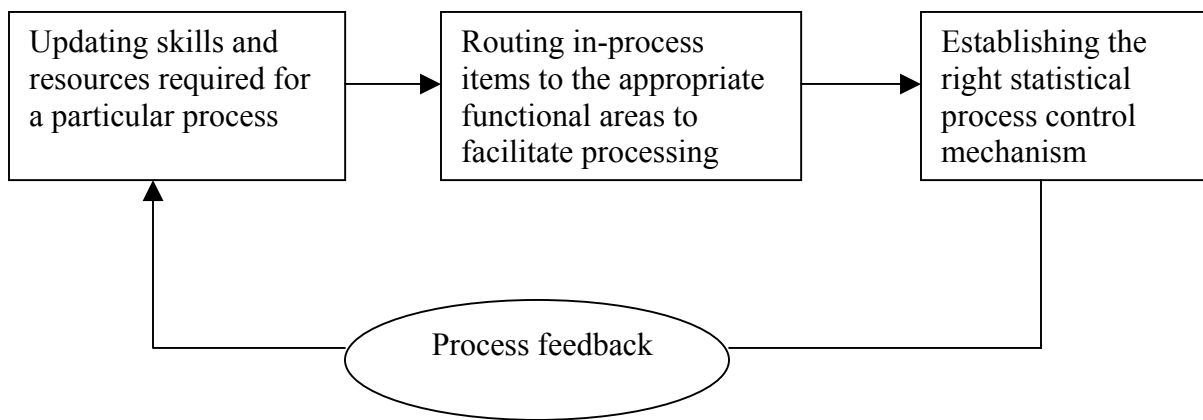 Updating skills and
resources required for
a particular process
Routing in-process
items to the appropriate
functional areas to
facilitate processing
Establishing the
right statistical
process control
mechanism
Process feedback